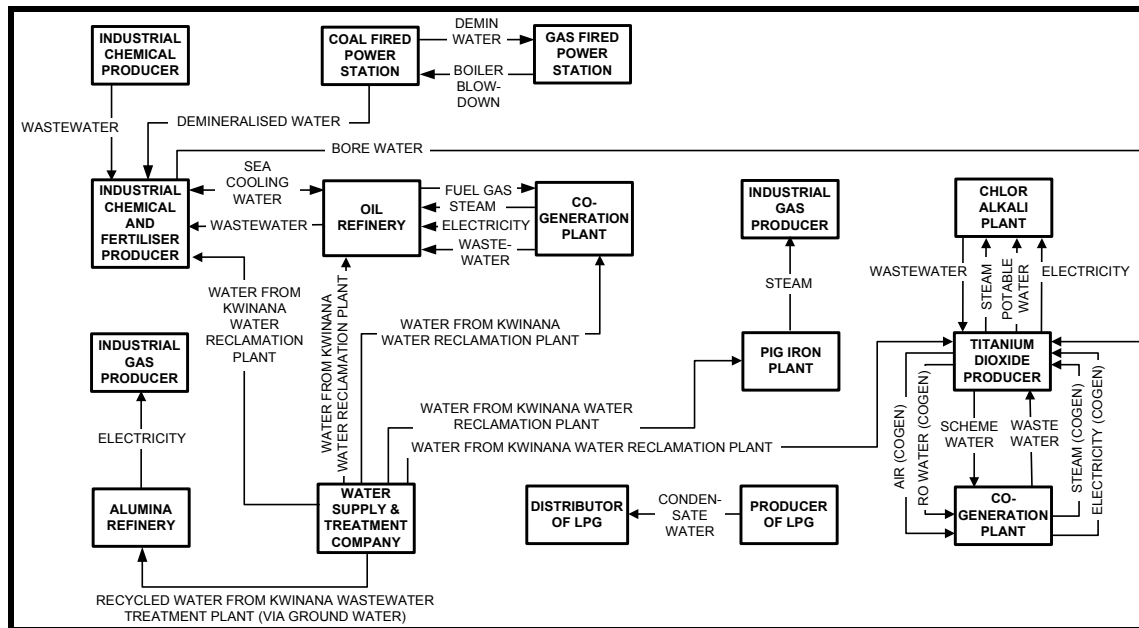 INDUSTRIAL
CHEMICAL
PRODUCER
COAL FIRED
POWER
STATION
DEMIN
WATER
GAS FIRED
POWER
STATION
BOILER
BLOW-
DOWN
WASTEWATER
DEMINERALISED WATER
BORE WATER
INDUSTRIAL
CHEMICAL
AND
FERTILISER
PRODUCER
SEA
COOLING
WATER
WASTEWATER
OIL
REFINERY
FUEL GAS
STEAM
ELECTRICITY
WASTE-
WATER
CO-
GENERATION
PLANT
INDUSTRIAL
GAS
PRODUCER
CHLOR
ALKALI
PLANT
WASTEWATER
STEAM
POTABLE
WATER
ELECTRICITY
STEAM
WATER FROM
KWINANA
WATER
RECLAMATION
PLANT
WATER FROM KWINANA
WATER RECLAMATION PLANT
WATER FROM KWINANA
WATER RECLAMATION PLANT
INDUSTRIAL
GAS
PRODUCER
PIG IRON
PLANT
TITANIUM
DIOXIDE
PRODUCER
ELECTRICITY
WATER FROM KWINANA WATER
RECLAMATION PLANT
WATER FROM KWINANA WATER RECLAMATION PLANT
AIR (COGEN)
RO WATER (COGEN)
SCHEME
WATER
WASTE
WATER
STEAM (COGEN)
ELECTRICITY (COGEN)
ALUMINA
REFINERY
WATER
SUPPLY &
TREATMENT
COMPANY
DISTRIBUTOR
OF LPG
CONDEN-
SATE
WATER
PRODUCER
OF LPG
CO-
GENERATION
PLANT
RECYCLED WATER FROM KWINANA WASTEWATER
TREATMENT PLANT (VIA GROUND WATER)